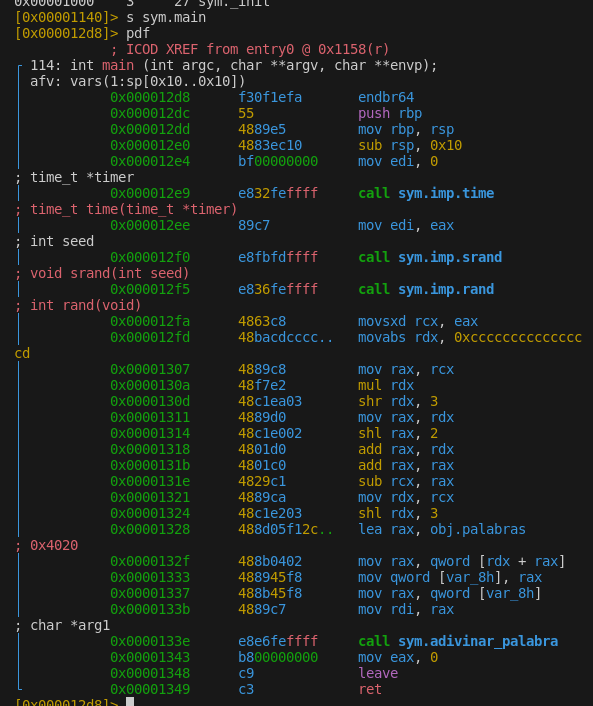 0x00001000    3     27 sym._init
[0x00001140]> s sym.main
[0x000012d8]> pdf
; ICOD XREF from entry0 @ 0x1158(r)
┌ 114: int main (int argc, char **argv, char **envp);
│ afv: vars(1:sp[0x10..0x10])
│ 0x000012d8 f30f1efa endbr64
│ 0x000012dc 55 push rbp
│ 0x000012dd 4889e5 mov rbp, rsp
│ 0x000012e0 4883ec10 sub rsp, 0x10
│ 0x000012e4 bf00000000 mov edi, 0
; time_t *timer
│ 0x000012e9 e832feffff call sym.imp.time
; time_t time(time_t *timer)
│ 0x000012ee 89c7 mov edi, eax
; int seed
│ 0x000012f0 e8fbfdffff call sym.imp.srand
; void srand(int seed)
│ 0x000012f5 e836feffff call sym.imp.rand
; int rand(void)
│ 0x000012fa 4863c8 movsxd rcx, eax
│ 0x000012fd 48bacdcccc.. movabs rdx, 0xcccccccccccccc
cd
│ 0x00001307 4889c8 mov rax, rcx
│ 0x0000130a 48f7e2 mul rdx
│ 0x0000130d 48c1ea03 shr rdx, 3
│ 0x00001311 4889d0 mov rax, rdx
│ 0x00001314 48c1e002 shl rax, 2
│ 0x00001318 4801d0 add rax, rdx
│ 0x0000131b 4801c0 add rax, rax
│ 0x0000131e 4829c1 sub rcx, rax
│ 0x00001321 4889ca mov rdx, rcx
│ 0x00001324 48c1e203 shl rdx, 3
│ 0x00001328 488d05f12c.. lea rax, obj.palabras
; 0x4020
│ 0x0000132f 488b0402 mov rax, qword [rdx + rax]
│ 0x00001333 488945f8 mov qword [var_8h], rax
│ 0x00001337 488b45f8 mov rax, qword [var_8h]
│ 0x0000133b 4889c7 mov rdi, rax
; char *arg1
│ 0x0000133e e8e6feffff call sym.adivinar_palabra
│ 0x00001343 b800000000 mov eax, 0
│ 0x00001348 c9 leave
└ 0x00001349 c3 ret
[0x000012d8]>